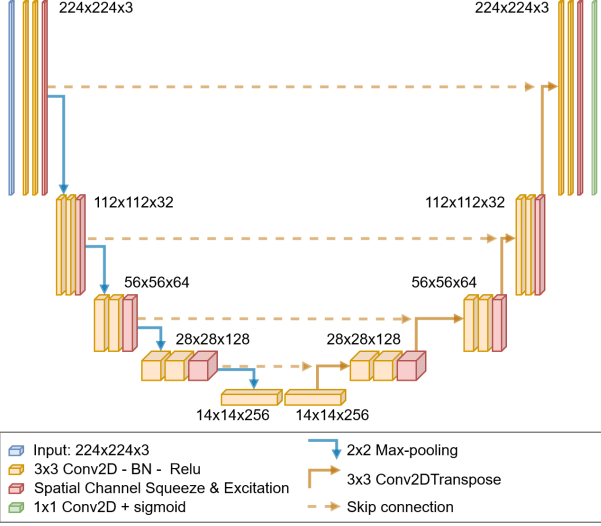 224x224x3
224x224x3
112x112x32
112x112x32
56x56x64
56x56x64
28x28x128
28x28x128
14x14x256
14x14x256
Input: 224x224x3
3x3 Conv2D - BN - Relu
Spatial Channel Squeeze & Excitation
1x1 Conv2D + sigmoid
2x2 Max-pooling
3x3 Conv2DTranspose
Skip connection